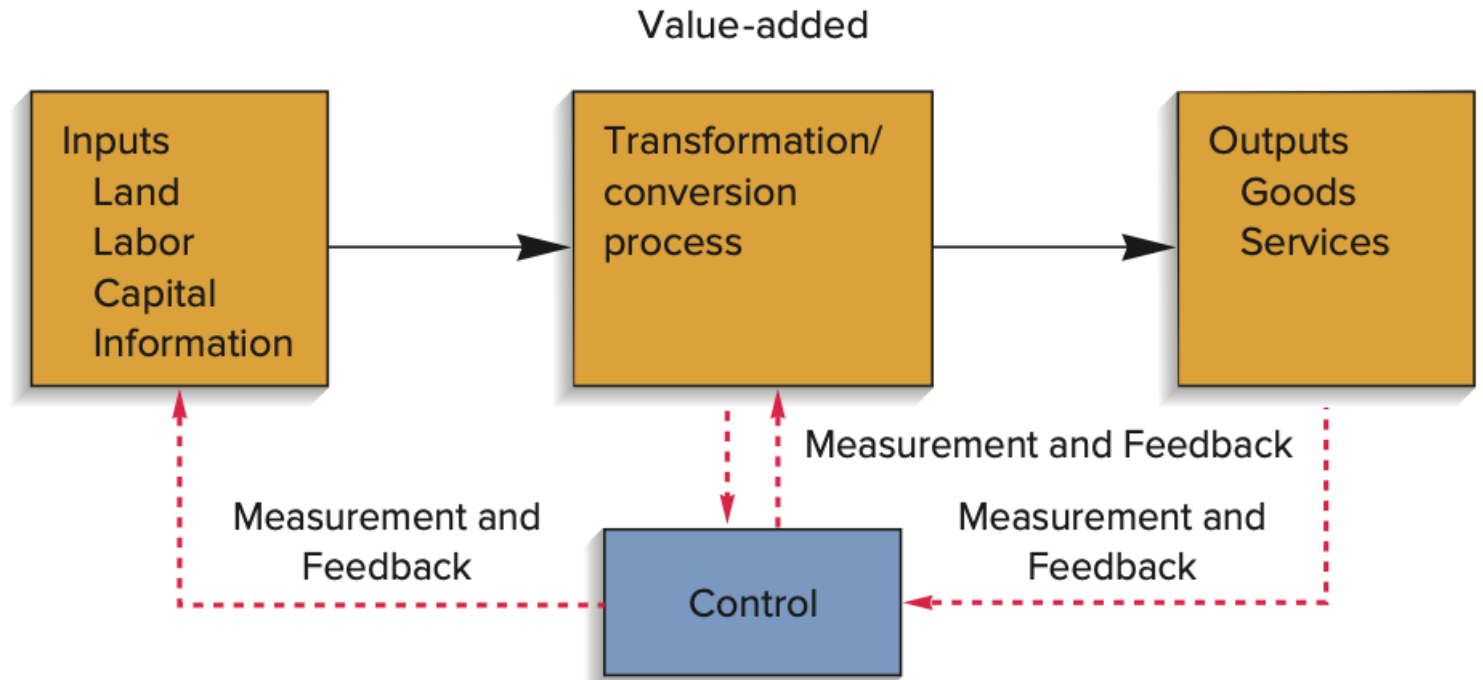 Value-added
Inputs
Land
Labor
Capital
Information
Transformation/
conversion
process
Outputs
Goods
Services
Measurement and Feedback
Measurement and
Feedback
Measurement and
Feedback
Control